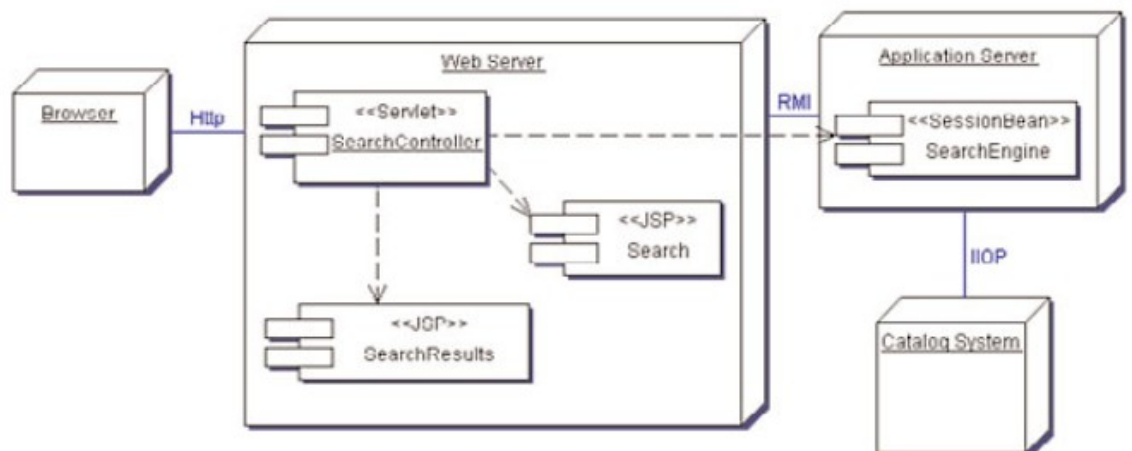 Browser
Http
Web Server
<<Servlet>>
SearchController
<<JSP>>
Search
<<JSP>>
SearchResults
RMI
Application Server
<<SessionBean>>
SearchEngine
IIOP
Catalog System